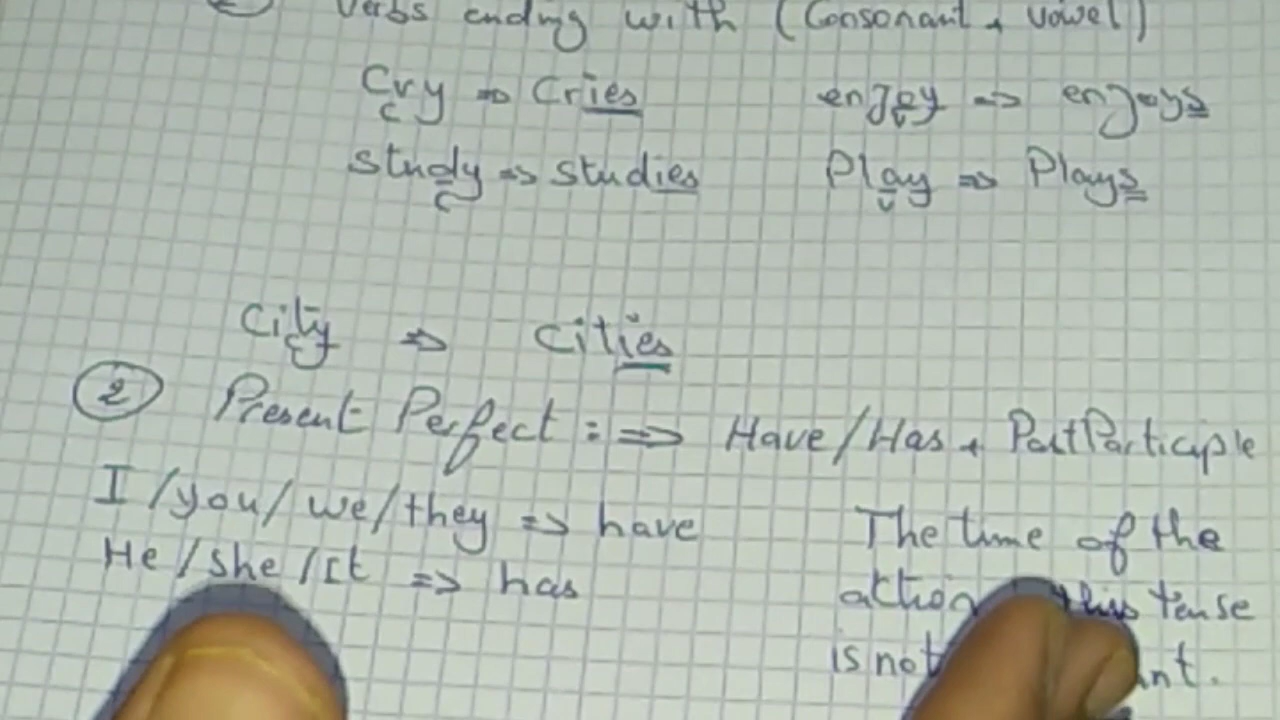 Verbs ending with (Consonant + vowel)
Cry => Cries enjoy => enjoys
c v
Study => Studies Play => Plays
c v
City => Cities
c
2 Present Perfect : => Have/Has + PastParticiple
I/you/we/they => have
He/she/It => has
The time of the
action this tense
is not